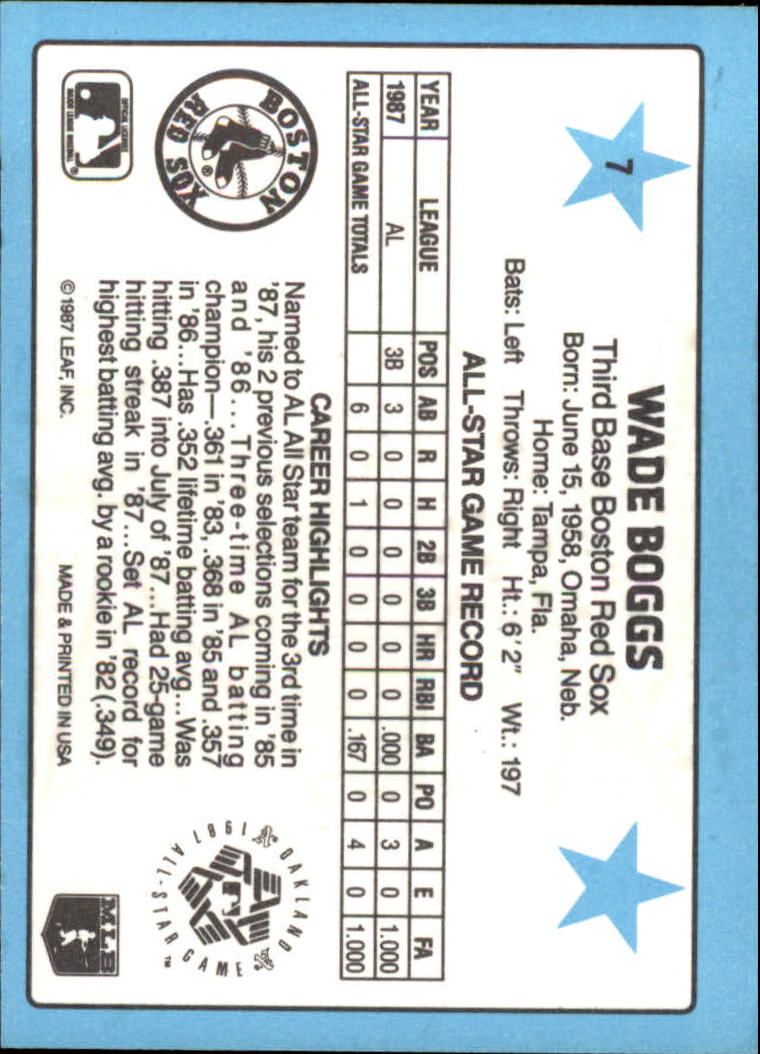 7
WADE BOGGS
Third Base Boston Red Sox
Born: June 15, 1958, Omaha, Neb.
Home: Tampa, Fla.
Bats: Left Throws: Right Ht.: 6'2" Wt.: 197
ALL-STAR GAME RECORD
YEAR LEAGUE POS AB R H 2B 3B HR RBI BA PO A E FA
1987 AL 3B 3 0 0 0 0 0 0 .000 0 3 0 1.000
ALL-STAR GAME TOTALS 6 0 1 0 0 0 0 .167 0 4 0 1.000
BOSTON RED SOX ®
CAREER HIGHLIGHTS
Named to AL All Star team for the 3rd time in
'87, his 2 previous selections coming in '85
and '86...Three-time AL batting
champion—.361 in '83, .368 in '85 and .357
in '86...Has .352 lifetime batting avg....Was
hitting .387 into July of '87...Had 25-game
hitting streak in '87...Set AL record for
highest batting avg. by a rookie in '82 (.349).
OAKLAND
1987 ALL-STAR GAME ™
OFFICIAL LICENSEE
MAJOR LEAGUE BASEBALL ®
© 1987 LEAF, INC. MADE & PRINTED IN USA
MLB